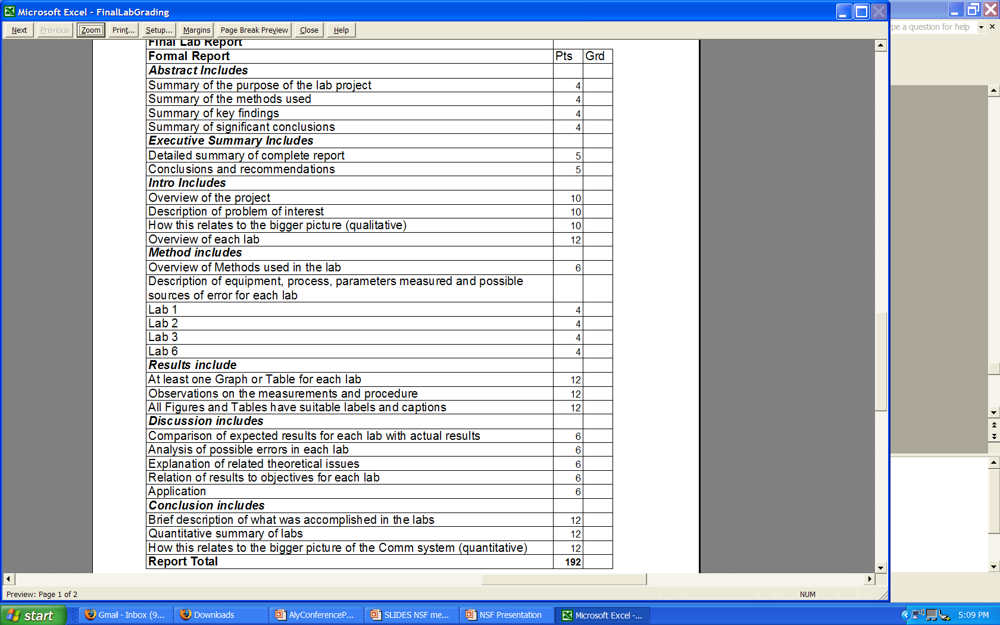 Microsoft Excel - FinalLabGrading
Next Previous Zoom Print... Setup... Margins Page Break Preview Close Help
pe a question for help
Final Lab Report
Formal Report Pts Grd
Abstract Includes
Summary of the purpose of the lab project 4
Summary of the methods used 4
Summary of key findings 4
Summary of significant conclusions 4
Executive Summary Includes
Detailed summary of complete report 5
Conclusions and recommendations 5
Intro Includes
Overview of the project 10
Description of problem of interest 10
How this relates to the bigger picture (qualitative) 10
Overview of each lab 12
Method includes
Overview of Methods used in the lab 6
Description of equipment, process, parameters measured and possible
sources of error for each lab
Lab 1 4
Lab 2 4
Lab 3 4
Lab 6 4
Results include
At least one Graph or Table for each lab 12
Observations on the measurements and procedure 12
All Figures and Tables have suitable labels and captions 12
Discussion includes
Comparison of expected results for each lab with actual results 6
Analysis of possible errors in each lab 6
Explanation of related theoretical issues 6
Relation of results to objectives for each lab 6
Application 6
Conclusion includes
Brief description of what was accomplished in the labs 12
Quantitative summary of labs 12
How this relates to the bigger picture of the Comm system (quantitative) 12
Report Total 192
Preview: Page 1 of 2 NUM
start Gmail - Inbox (9... Downloads AlyConferenceP... SLIDES NSF me... NSF Presentation Microsoft Excel -... 5:09 PM